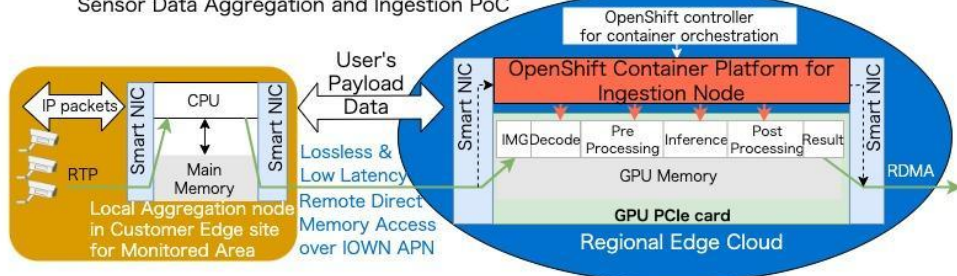 Sensor Data Aggregation and Ingestion PoC
OpenShift controller
for container orchestration
User's
Payload
Data
IP packets
Smart NIC
CPU
Smart NIC
Main
Memory
RTP
Local Aggregation node
in Customer Edge site
for Monitored Area
Lossless &
Low Latency
Remote Direct
Memory Access
over IOWN APN
Smart NIC
OpenShift Container Platform for
Ingestion Node
Smart NIC
IMG
Decode
Pre
Processing
Inference
Post
Processing
Result
GPU Memory
GPU PCIe card
RDMA
Regional Edge Cloud